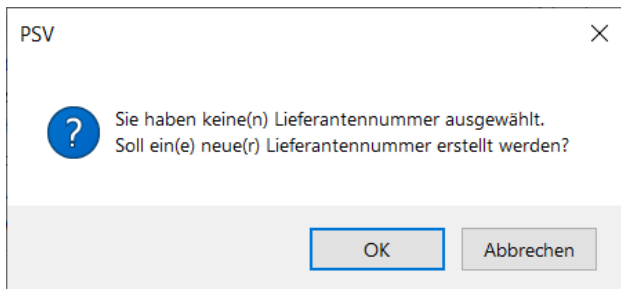 PSV
Sie haben keine(n) Lieferantennummer ausgewählt.
Soll ein(e) neue(r) Lieferantennummer erstellt werden?
OK
Abbrechen